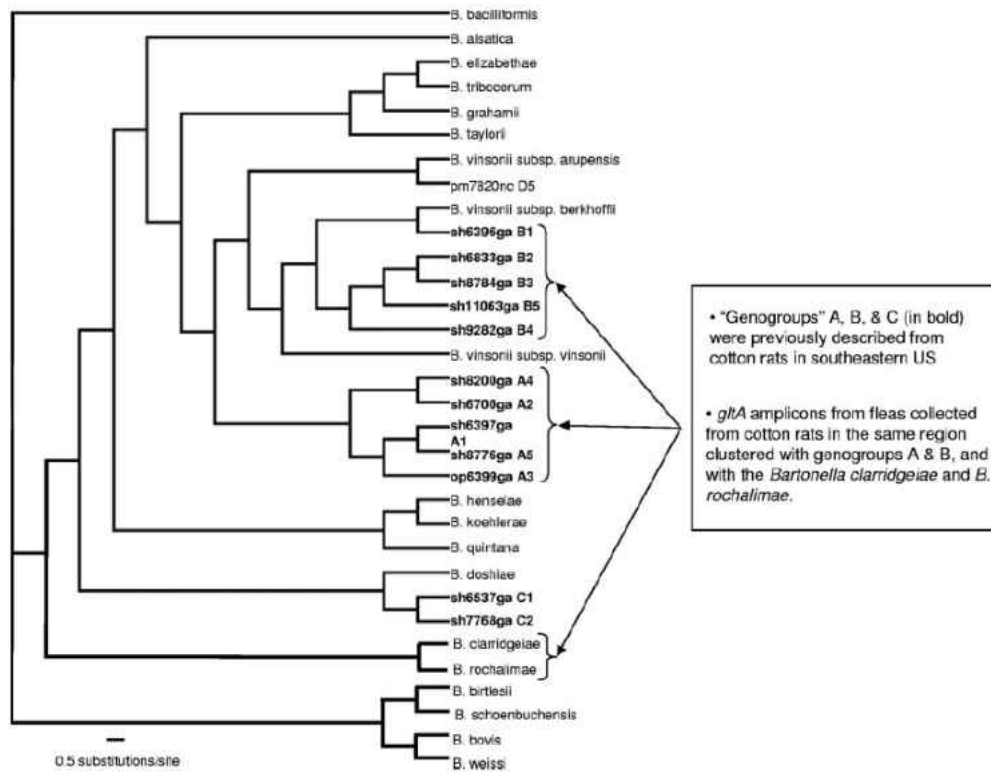 B. bacilliformis
B. alsatica
B. elizabethae
B. tribocorum
B. grahamii
B. taylorii
B. vinsonii subsp. arupensis
pm7820nc D5
B. vinsonii subsp. berkhoffii
sh6396ga B1
sh6833ga B2
sh8784ga B3
sh11063ga B5
sh9282ga B4
B. vinsonii subsp. vinsonii
sh8200ga A4
sh6700ga A2
sh6397ga
A1
sh8776ga A5
op6399ga A3
B. henselae
B. koehlerae
B. quintana
B. doshiae
sh6537ga C1
sh7768ga C2
B. clarridgeiae
B. rochalimae
B. birtlesii
B. schoenbuchensis
B. bovis
B. weissi
0.5 substitutions/site
• "Genogroups" A, B, & C (in bold)
were previously described from
cotton rats in southeastern US
• gltA amplicons from fleas collected
from cotton rats in the same region
clustered with genogroups A & B, and
with the Bartonella clarridgeiae and B.
rochalimae.